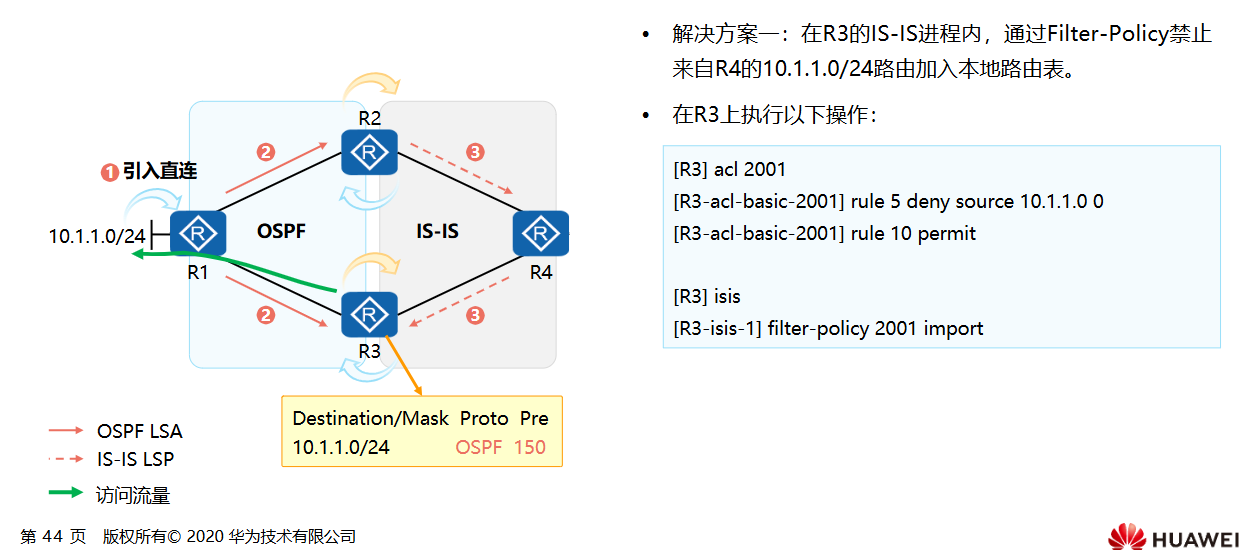 • 解决方案一：在R3的IS-IS进程内，通过Filter-Policy禁止
来自R4的10.1.1.0/24路由加入本地路由表。
• 在R3上执行以下操作：
[R3] acl 2001
[R3-acl-basic-2001] rule 5 deny source 10.1.1.0 0
[R3-acl-basic-2001] rule 10 permit
[R3] isis
[R3-isis-1] filter-policy 2001 import
R2
2
3
1 引入直连
OSPF
IS-IS
10.1.1.0/24
R1
R4
2
3
R3
Destination/Mask Proto Pre
10.1.1.0/24 OSPF 150
OSPF LSA
IS-IS LSP
访问流量
第 44 页 版权所有© 2020 华为技术有限公司
HUAWEI